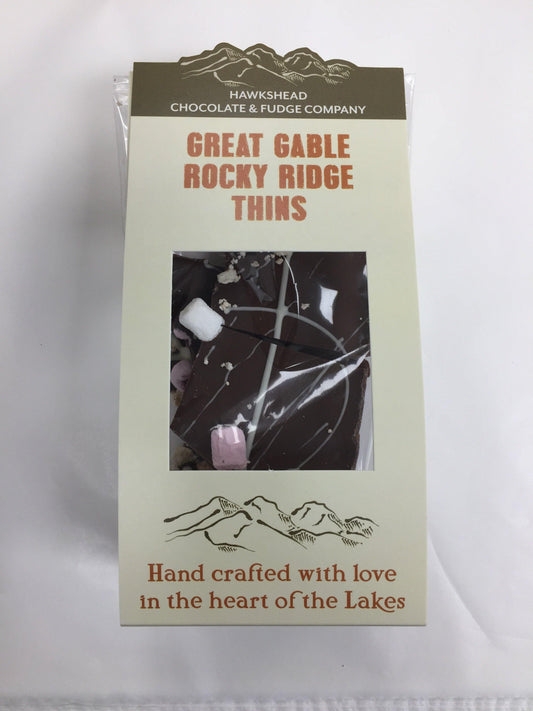 HAWKSHEAD
CHOCOLATE & FUDGE COMPANY
GREAT GABLE
ROCKY RIDGE
THINS
Hand crafted with love
in the heart of the Lakes